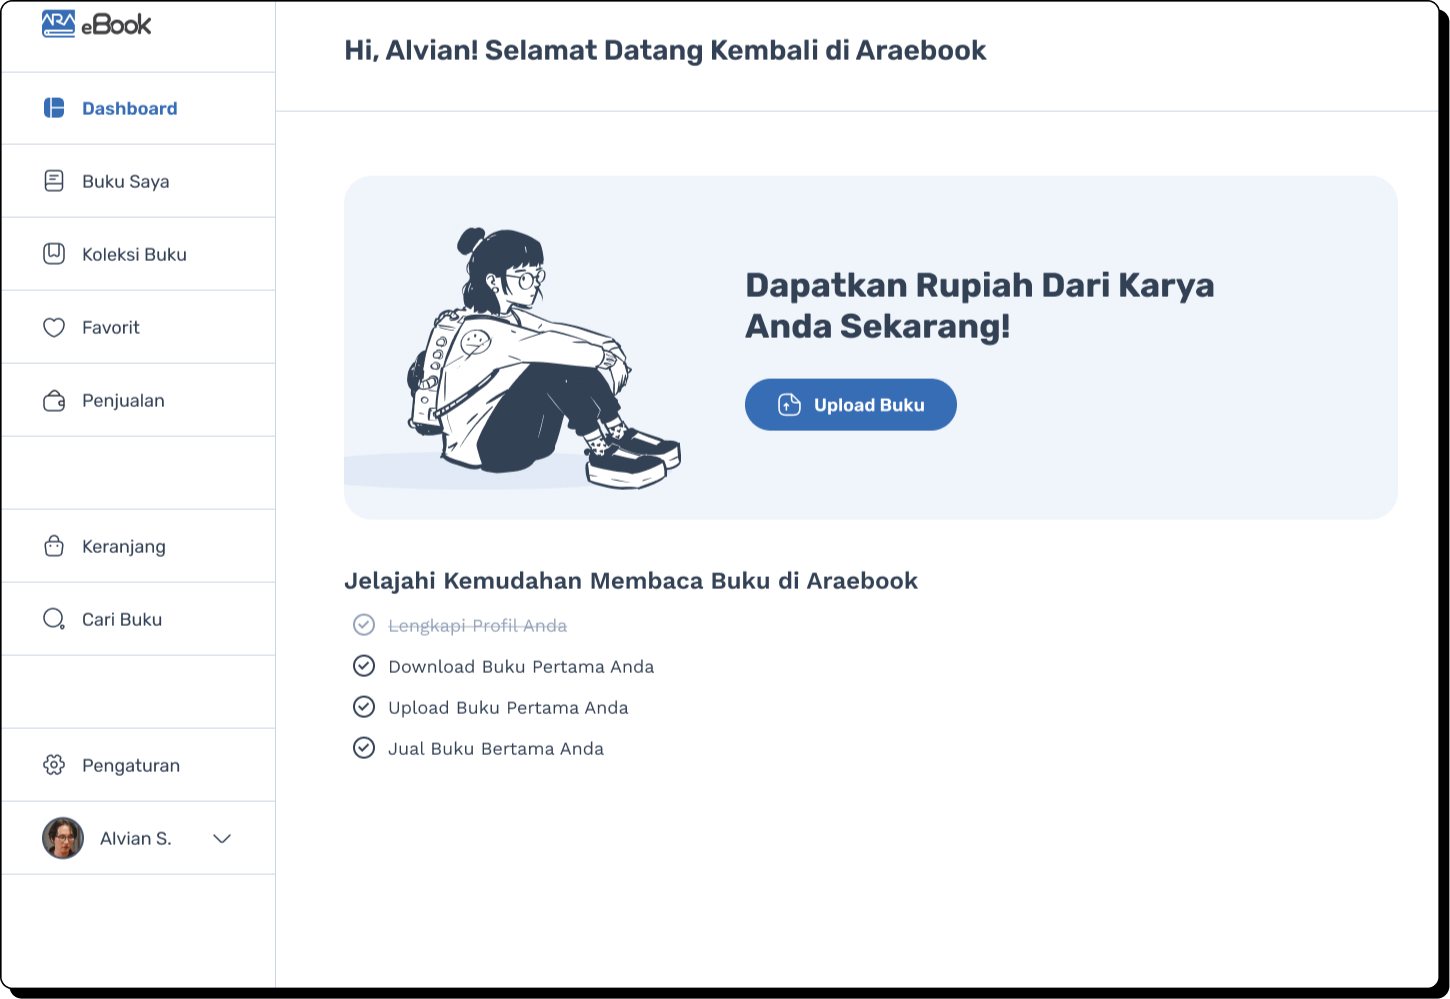 ARA eBook
Dashboard
Buku Saya
Koleksi Buku
Favorit
Penjualan
Keranjang
Cari Buku
Pengaturan
Alvian S.
Hi, Alvian! Selamat Datang Kembali di Araebook
Dapatkan Rupiah Dari Karya
Anda Sekarang!
Upload Buku
Jelajahi Kemudahan Membaca Buku di Araebook
Lengkapi Profil Anda
Download Buku Pertama Anda
Upload Buku Pertama Anda
Jual Buku Bertama Anda